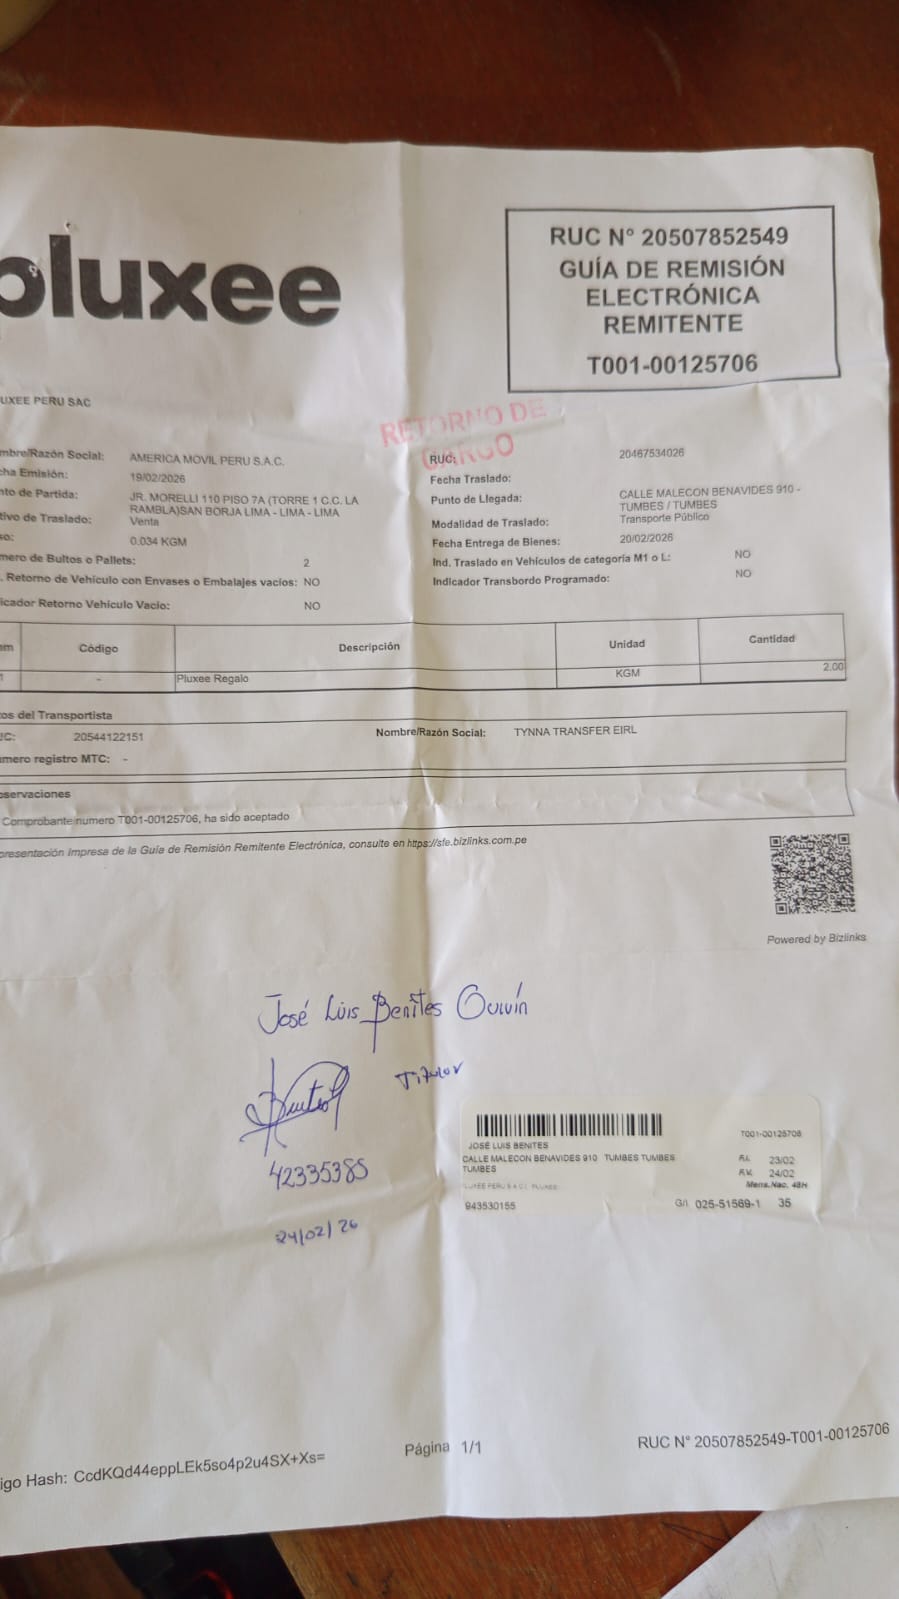 pluxee
RUC N° 20507852549
GUÍA DE REMISIÓN
ELECTRÓNICA
REMITENTE
T001-00125706
UXEE PERU SAC
RETORNO DE
CARGO
mbre/Razón Social: AMERICA MOVIL PERU S.A.C.
RUC: 20467534026
cha Emisión: 19/02/2026
Fecha Traslado:
nto de Partida: JR. MORELLI 110 PISO 7A (TORRE 1 C.C. LA
RAMBLA)SAN BORJA LIMA - LIMA - LIMA
Punto de Llegada: CALLE MALECON BENAVIDES 910 -
TUMBES / TUMBES
tivo de Traslado: Venta
Modalidad de Traslado: Transporte Público
so: 0.034 KGM
Fecha Entrega de Bienes: 20/02/2026
mero de Bultos o Pallets: 2
Ind. Traslado en Vehículos de categoría M1 o L: NO
. Retorno de Vehículo con Envases o Embalajes vacios: NO
Indicador Transbordo Programado: NO
icador Retorno Vehículo Vacio: NO
em Código Descripción Unidad Cantidad
1 - Pluxee Regalo KGM 2.00
tos del Transportista
UC: 20544122151 Nombre/Razón Social: TYNNA TRANSFER EIRL
úmero registro MTC: -
bservaciones
Comprobante numero T001-00125706, ha sido aceptado
presentación Impresa de la Guia de Remisión Remitente Electrónica, consulte en https://sfe.bizlinks.com.pe
Powered by Bizlinks
José Luis Benites
Titular
42335385
24/02/26
T001-00125706
JOSÉ LUIS BENITES
CALLE MALECON BENAVIDES 910 TUMBES TUMBES
TUMBES
F.I. 23/02
F.V. 24/02
Mens.Nac. 48H
943530155 G/I 025-51569-1 35
Página 1/1
RUC N° 20507852549-T001-00125706
igo Hash: CcdKQd44eppLEk5so4p2u4SX+Xs=